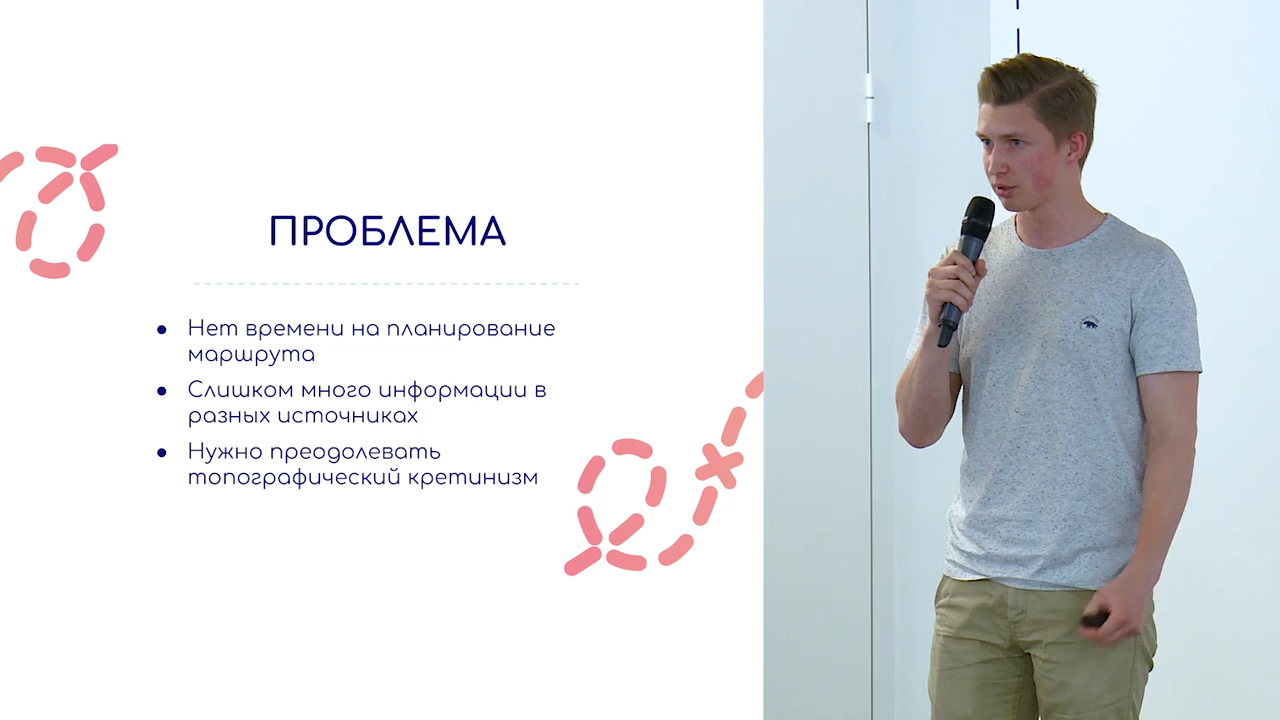 ПРОБЛЕМА
● Нет времени на планирование
маршрута
● Слишком много информации в
разных источниках
● Нужно преодолевать
топографический кретинизм